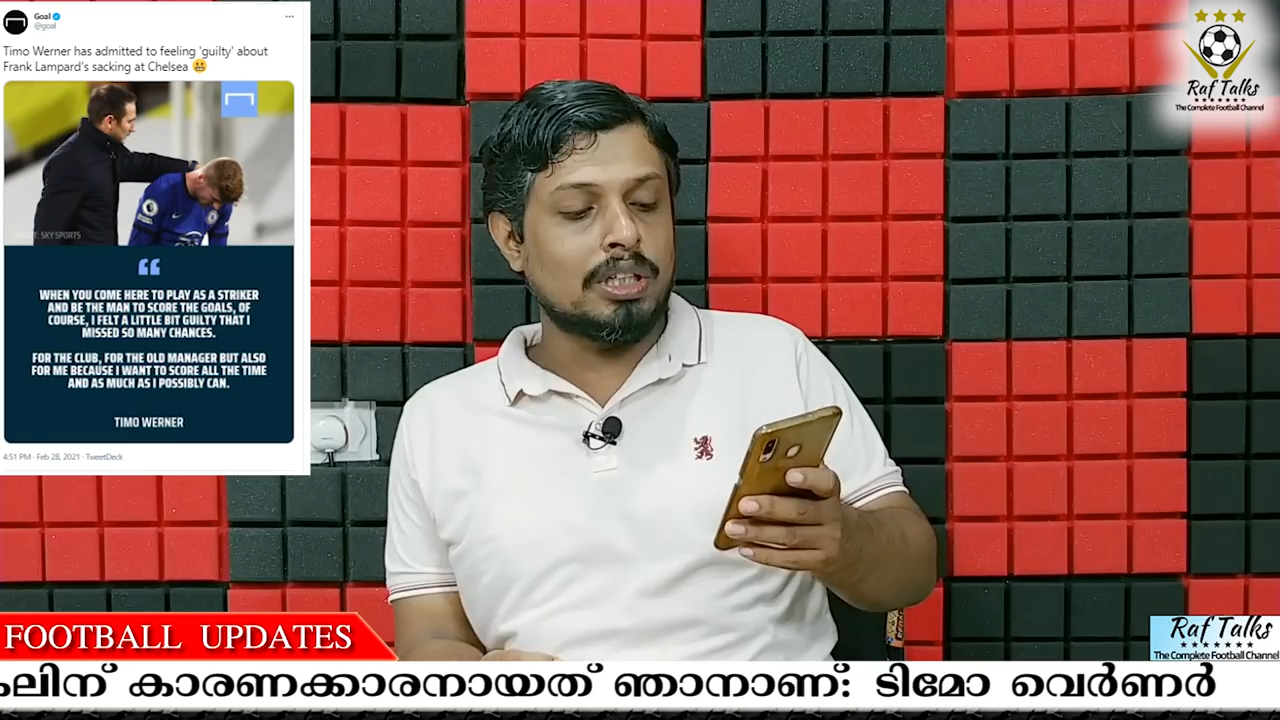 Goal
@goal
Timo Werner has admitted to feeling 'guilty' about
Frank Lampard's sacking at Chelsea 😬
SKY SPORTS
WHEN YOU COME HERE TO PLAY AS A STRIKER
AND BE THE MAN TO SCORE THE GOALS, OF
COURSE, I FELT A LITTLE BIT GUILTY THAT I
MISSED SO MANY CHANCES.
FOR THE CLUB, FOR THE OLD MANAGER BUT ALSO
FOR ME BECAUSE I WANT TO SCORE ALL THE TIME
AND AS MUCH AS I POSSIBLY CAN.
TIMO WERNER
4:51 PM · Feb 28, 2021 · TweetDeck
Raf Talks
The Complete Football Channel
FOOTBALL UPDATES
Raf Talks
The Complete Football Channel
കാരണക്കാരനായത് ഞാനാണ്: ടിമോ വെർണർ